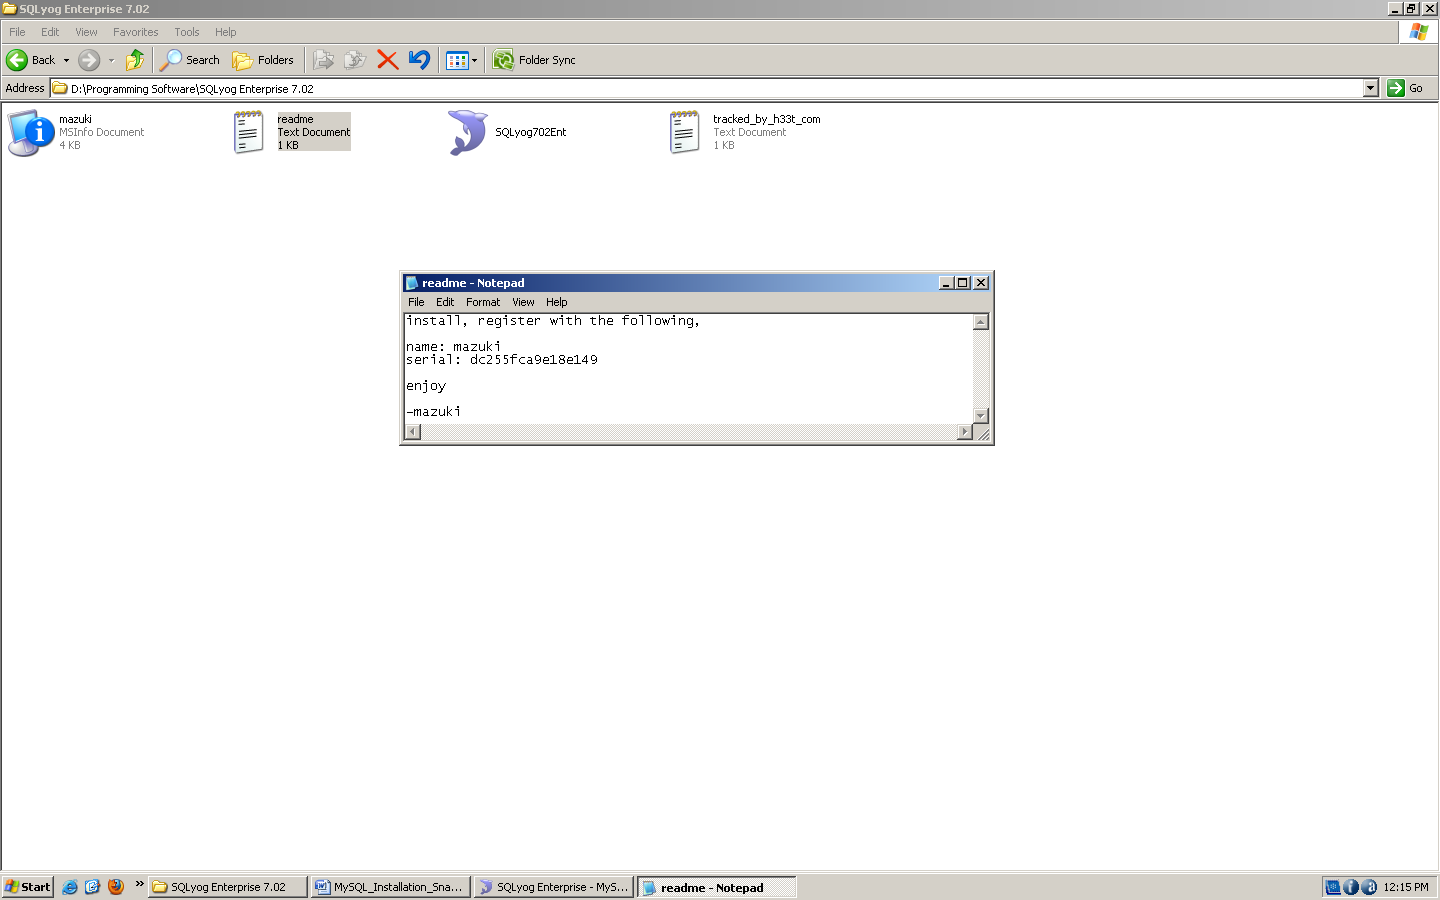 SQLyog Enterprise 7.02
File Edit View Favorites Tools Help
Back Search Folders Folder Sync
Address D:\Programming Software\SQLyog Enterprise 7.02 Go
mazuki
MSInfo Document
4 KB
readme
Text Document
1 KB
SQLyog702Ent
tracked_by_h33t_com
Text Document
1 KB
readme - Notepad
File Edit Format View Help
install, register with the following,
name: mazuki
serial: dc255fca9e18e149
enjoy
-mazuki
Start » SQLyog Enterprise 7.02 MySQL_Installation_Sna... SQLyog Enterprise - MyS... readme - Notepad 12:15 PM